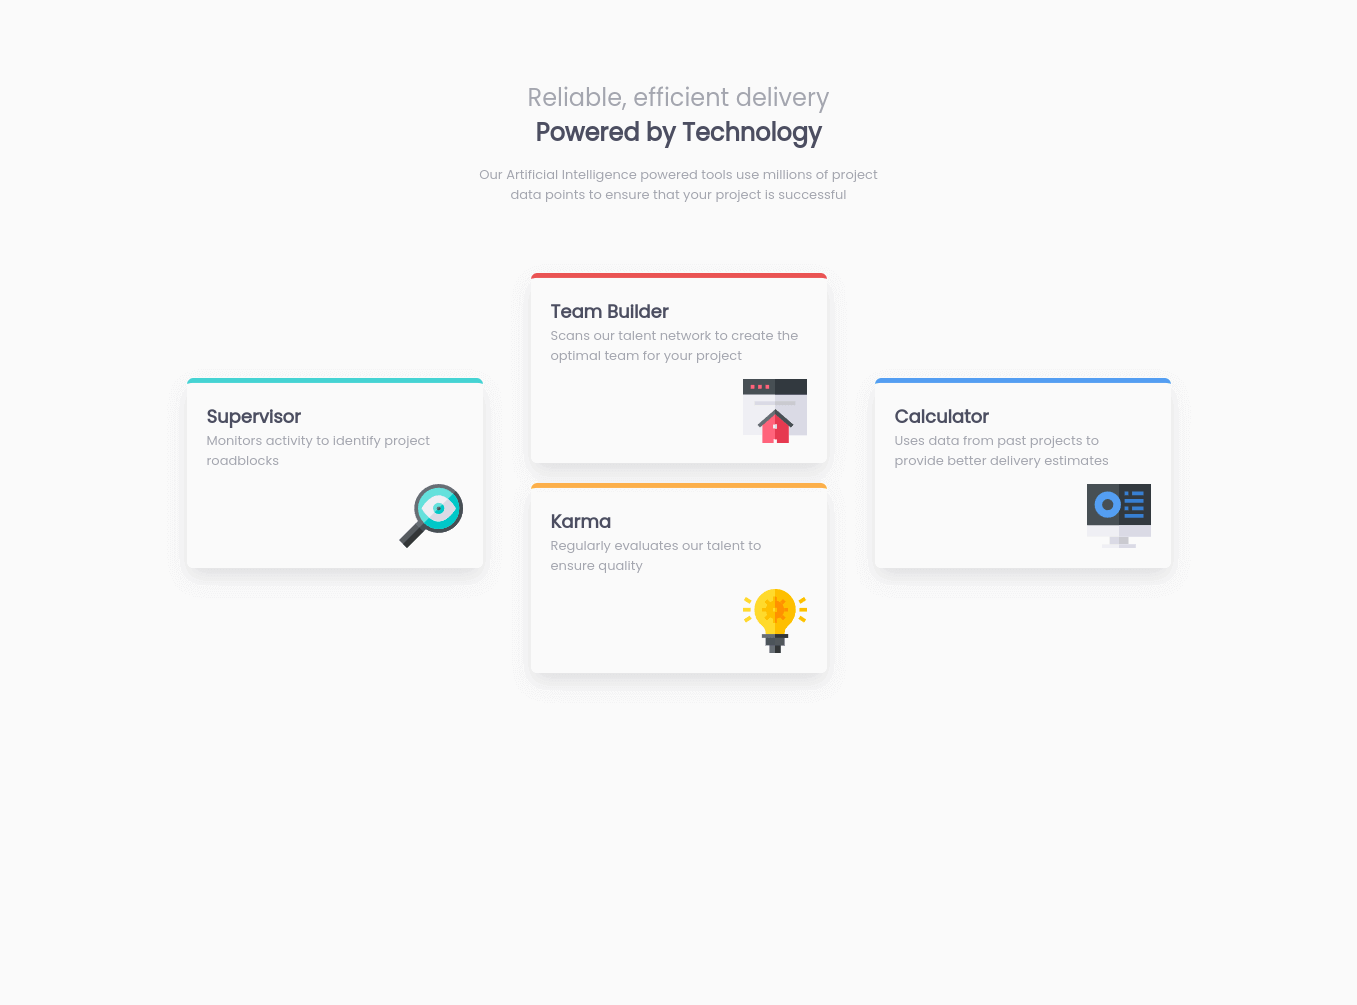 Reliable, efficient delivery
Powered by Technology
Our Artificial Intelligence powered tools use millions of project
data points to ensure that your project is successful
Team Builder
Scans our talent network to create the
optimal team for your project
Supervisor
Monitors activity to identify project
roadblocks
Karma
Regularly evaluates our talent to
ensure quality
Calculator
Uses data from past projects to
provide better delivery estimates